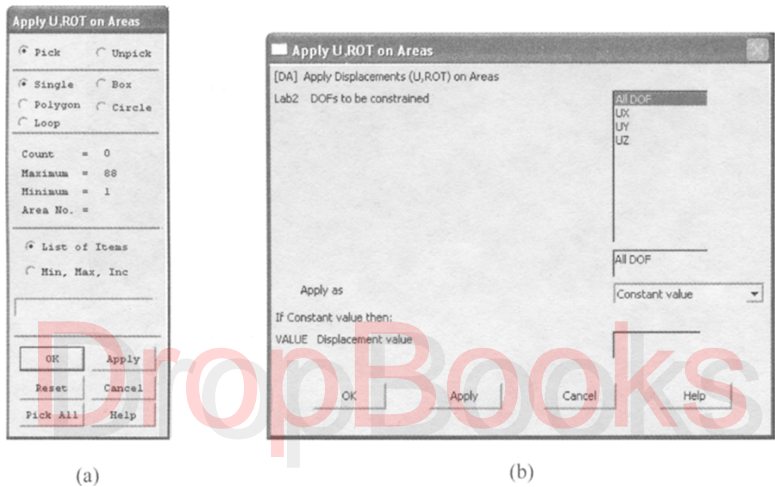 Apply U,ROT on Areas
Pick Unpick
Single Box
Polygon Circle
Loop
Count = 0
Maximum = 88
Minimum = 1
Area No. =
List of Items
Min, Max, Inc
OK Apply
Reset Cancel
Pick All Help
(a)
Apply U,ROT on Areas
[DA] Apply Displacements (U,ROT) on Areas
Lab2 DOFs to be constrained
All DOF
UX
UY
UZ
All DOF
Apply as Constant value
If Constant value then:
VALUE Displacement value
OK Apply Cancel Help
(b)
DropBooks